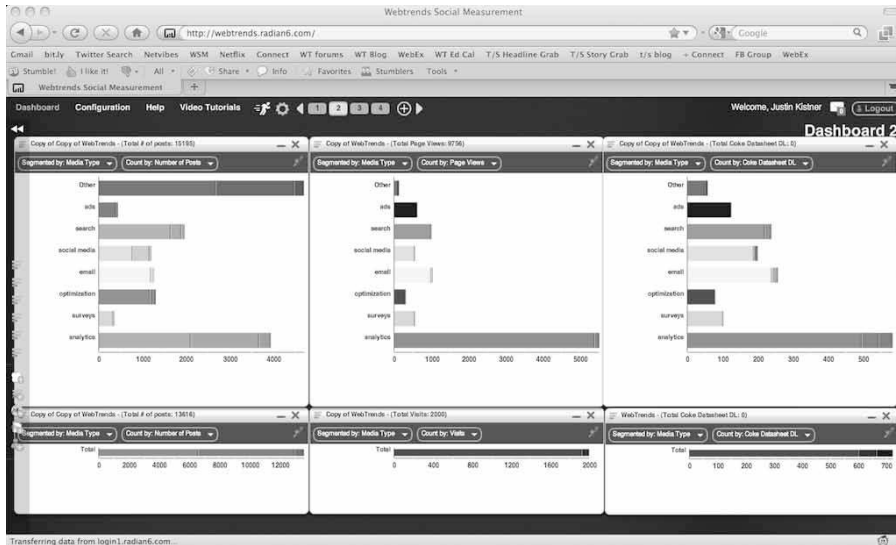 Webtrends Social Measurement
http://webtrends.radian6.com/
Google
Gmail bit.ly Twitter Search Netvibes WSM Netflix Connect WT forums WT Blog WebEx WT Ed Cal T/S Headline Grab T/S Story Grab t/s blog + Connect FB Group WebEx
Stumble! I like it! All Share Info Favorites Stumblers Tools
Webtrends Social Measurement
Dashboard Configuration Help Video Tutorials 1 2 3 4 Welcome, Justin Kistner Logout
Dashboard 2
Copy of Copy of WebTrends - (Total # of posts: 15195)
Segmented by: Media Type Count by: Number of Posts
Other
ads
search
social media
email
optimization
surveys
analytics
0 1000 2000 3000 4000
Copy of WebTrends - (Total Page Views: 9756)
Segmented by: Media Type Count by: Page Views
Other
ads
search
social media
email
optimization
surveys
analytics
0 1000 2000 3000 4000 5000
Copy of Copy of WebTrends - (Total Coke Datasheet DL: 0)
Segmented by: Media Type Count by: Coke Datasheet DL
Other
ads
search
social media
email
optimization
surveys
analytics
0 100 200 300 400 500
Copy of Copy of WebTrends - (Total # of posts: 13616)
Segmented by: Media Type Count by: Number of Posts
Total
0 2000 4000 6000 8000 10000 12000
Copy of WebTrends - (Total Visits: 2000)
Segmented by: Media Type Count by: Visits
Total
0 400 800 1200 1600 2000
WebTrends - (Total Coke Datasheet DL: 0)
Segmented by: Media Type Count by: Coke Datasheet DL
Total
0 100 200 300 400 500 600 700
Transferring data from login1.radian6.com...